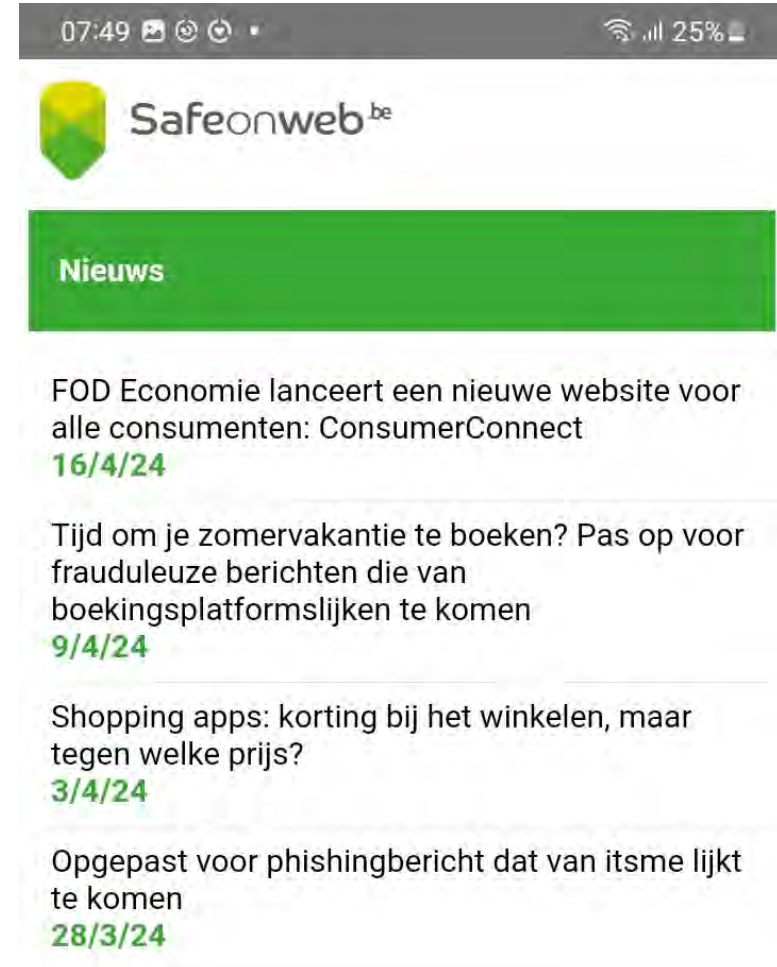 07:49 25%
Safeonweb.be
Nieuws
FOD Economie lanceert een nieuwe website voor
alle consumenten: ConsumerConnect
16/4/24
Tijd om je zomervakantie te boeken? Pas op voor
frauduleuze berichten die van
boekingsplatformslijken te komen
9/4/24
Shopping apps: korting bij het winkelen, maar
tegen welke prijs?
3/4/24
Opgepast voor phishingbericht dat van itsme lijkt
te komen
28/3/24